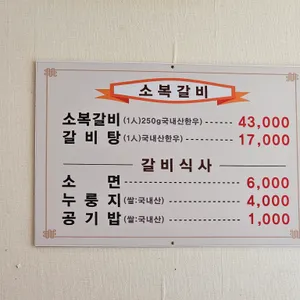 소복갈비
소복갈비(1人)250g국내산한우) 43,000
갈비탕(1人)국내산한우) 17,000
갈비식사
소면 6,000
누룽지(쌀:국내산) 4,000
공기밥(쌀:국내산) 1,000